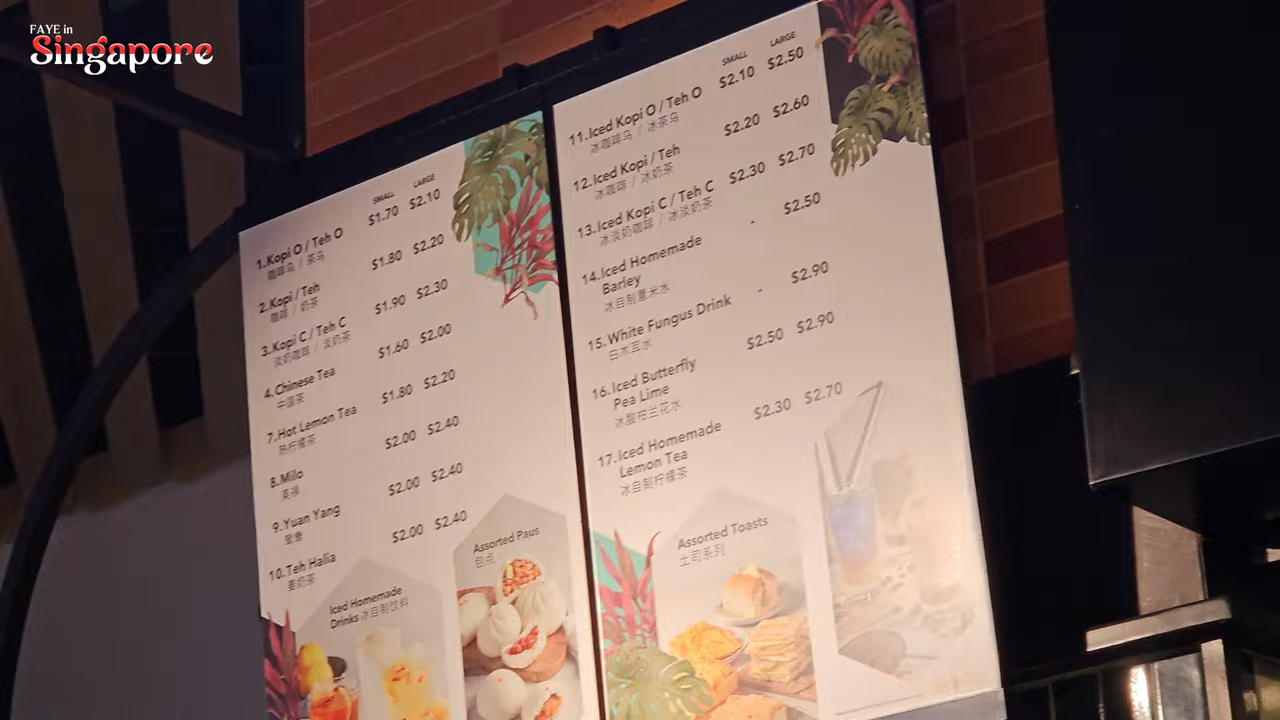 FAYE in
Singapore
SMALL LARGE
1.Kopi O / Teh O $1.70 $2.10
咖啡乌 / 茶乌
2.Kopi / Teh $1.80 $2.20
咖啡 / 奶茶
3.Kopi C / Teh C $1.90 $2.30
淡奶咖啡 / 淡奶茶
4.Chinese Tea $1.60 $2.00
中国茶
7.Hot Lemon Tea $1.80 $2.20
热柠檬茶
8.Milo $2.00 $2.40
美禄
9.Yuan Yang $2.00 $2.40
鸳鸯
10.Teh Halia $2.00 $2.40
姜奶茶
Iced Homemade
Drinks 冰自制饮料
Assorted Paus
包点
SMALL LARGE
11.Iced Kopi O / Teh O $2.10 $2.50
冰咖啡乌 / 冰茶乌
12.Iced Kopi / Teh $2.20 $2.60
冰咖啡 / 冰奶茶
13.Iced Kopi C / Teh C $2.30 $2.70
冰淡奶咖啡 / 冰淡奶茶
14.Iced Homemade - $2.50
Barley
冰自制薏米水
15.White Fungus Drink - $2.90
白木耳水
16.Iced Butterfly $2.50 $2.90
Pea Lime
冰酸柑兰花水
17.Iced Homemade $2.30 $2.70
Lemon Tea
冰自制柠檬茶
Assorted Toasts
土司系列